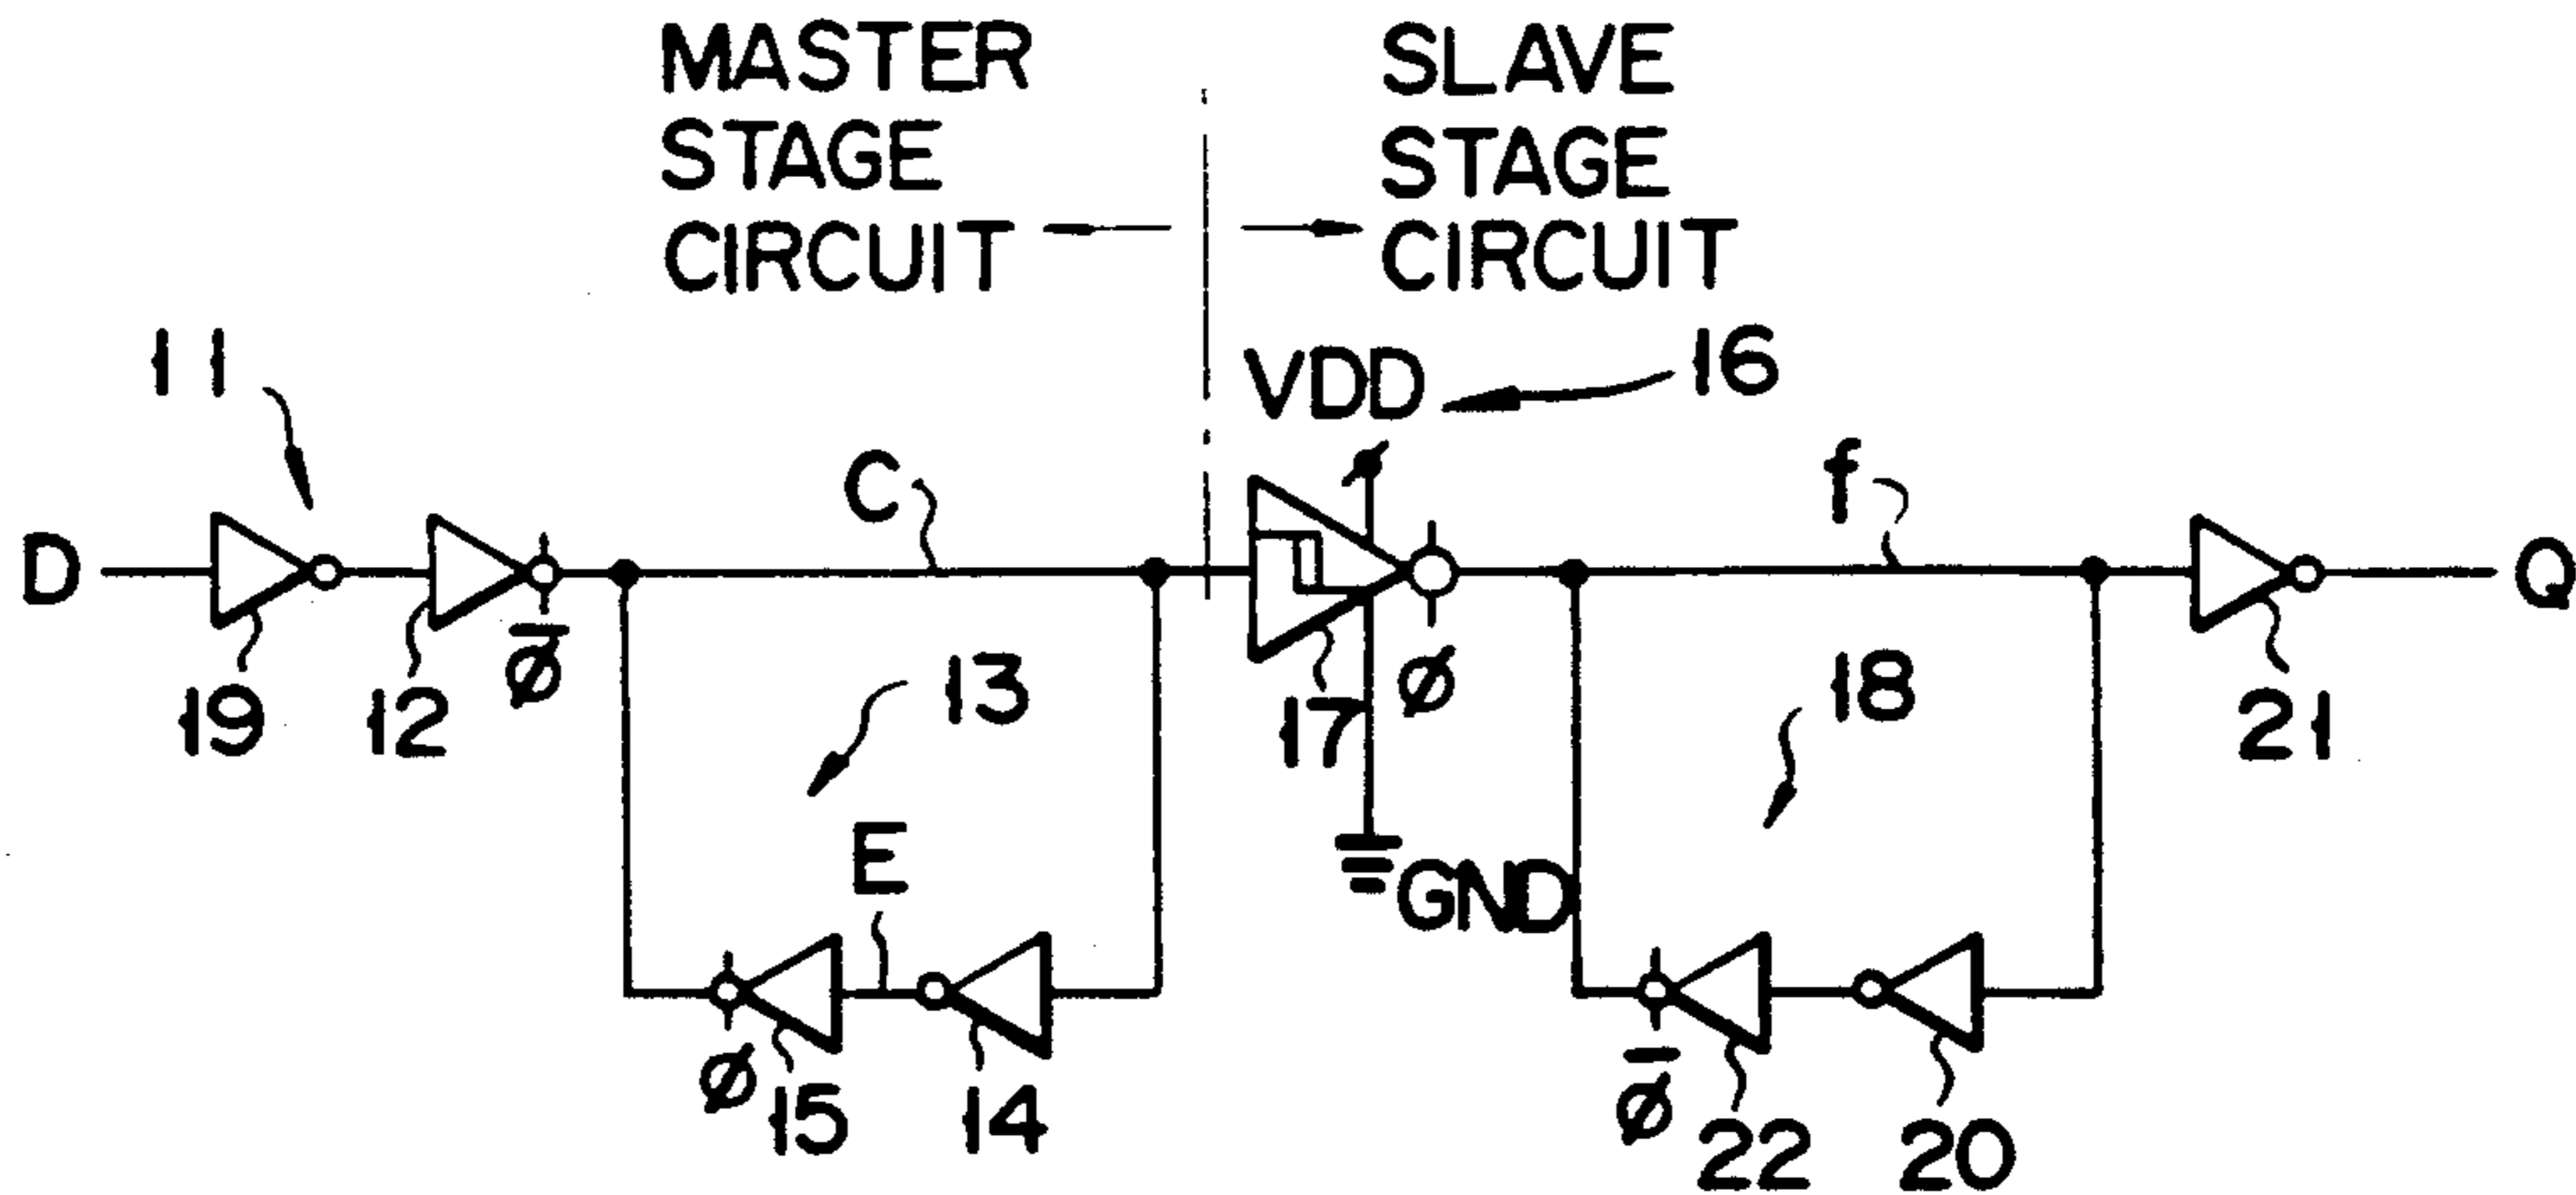 MASTER
STAGE
CIRCUIT
SLAVE
STAGE
CIRCUIT
11
VDD
16
C
f
D
Q
19
12
φ̅
13
17
φ
18
21
E
GND
φ
15
14
φ̅
22
20